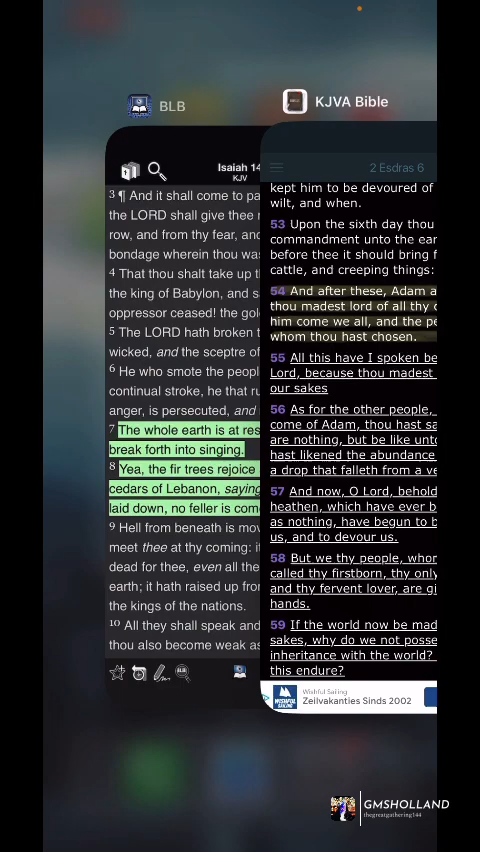 BLB
KJVA Bible
Isaiah 14
KJV
3 ¶ And it shall come to pa
the LORD shall give thee r
row, and from thy fear, and
bondage wherein thou was
4 That thou shalt take up t
the king of Babylon, and s
oppressor ceased! the gol
5 The LORD hath broken t
wicked, and the sceptre of
6 He who smote the peopl
continual stroke, he that ru
anger, is persecuted, and
7 The whole earth is at res
break forth into singing.
8 Yea, the fir trees rejoice
cedars of Lebanon, saying
laid down, no feller is com
9 Hell from beneath is mov
meet thee at thy coming: i
dead for thee, even all the
earth; it hath raised up fro
the kings of the nations.
10 All they shall speak and
thou also become weak as
2 Esdras 6
kept him to be devoured of
wilt, and when.
53 Upon the sixth day thou
commandment unto the ear
before thee it should bring f
cattle, and creeping things:
54 And after these, Adam a
thou madest lord of all thy c
him come we all, and the pe
whom thou hast chosen.
55 All this have I spoken be
Lord, because thou madest
our sakes
56 As for the other people,
come of Adam, thou hast sa
are nothing, but be like unto
hast likened the abundance
a drop that falleth from a ve
57 And now, O Lord, behold
heathen, which have ever b
as nothing, have begun to b
us, and to devour us.
58 But we thy people, whor
called thy firstborn, thy only
and thy fervent lover, are gi
hands.
59 If the world now be mad
sakes, why do we not posse
inheritance with the world?
this endure?
WISHFUL SAILING
Wishful Sailing
Zeilvakanties Sinds 2002
GMSHOLLAND
thegreatgathering144